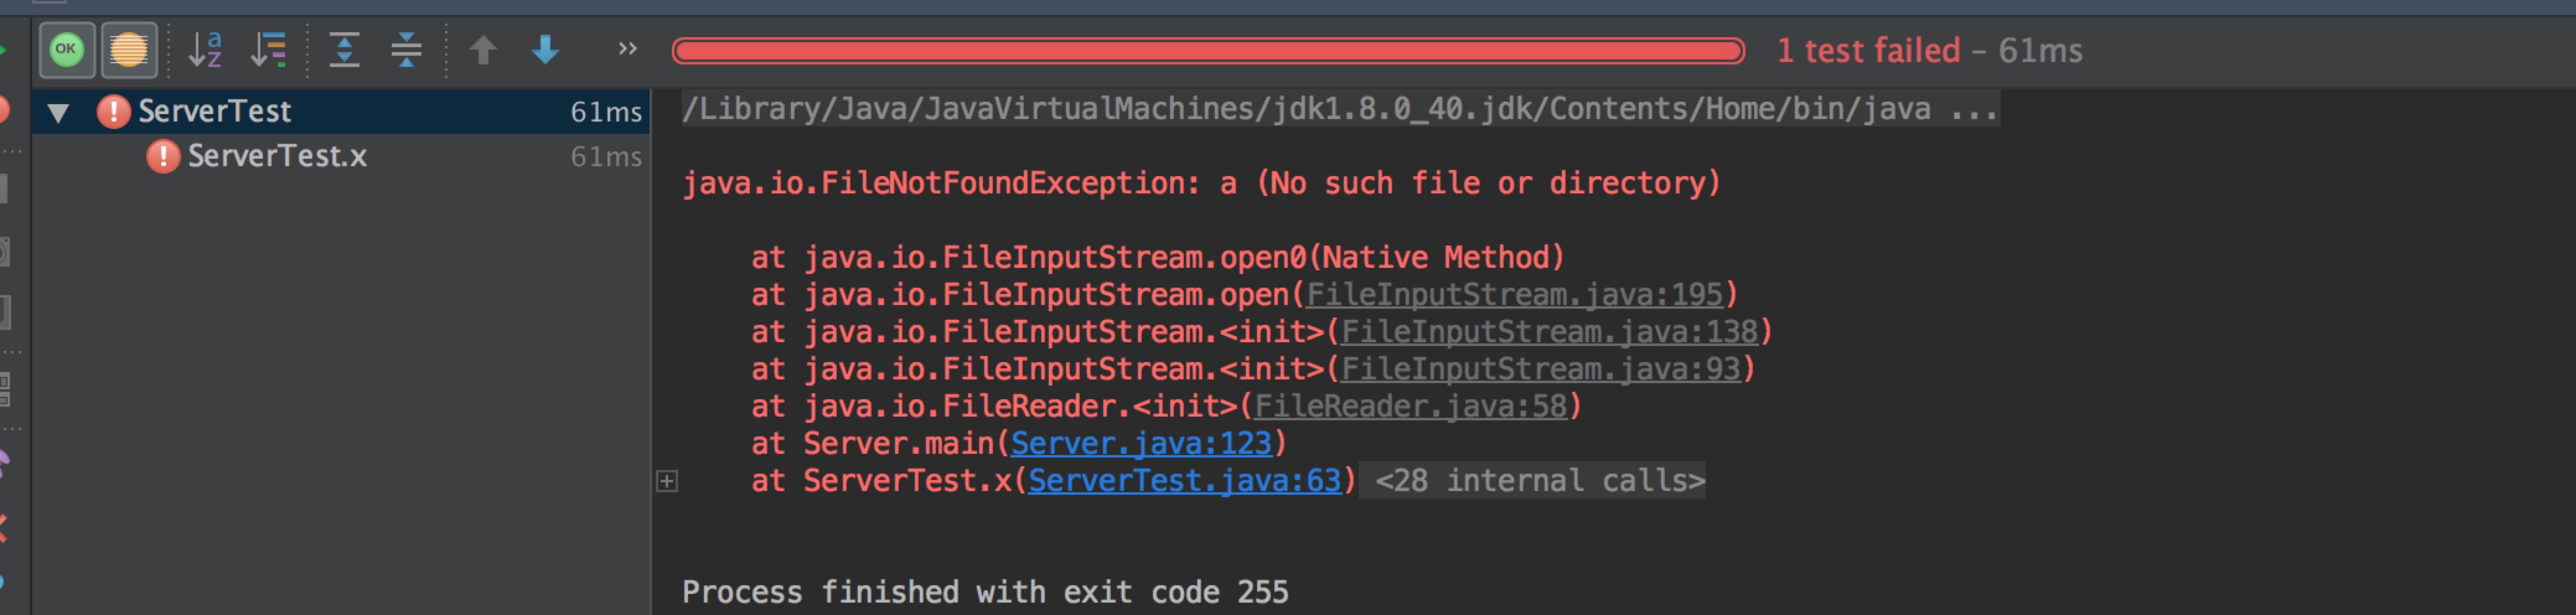 OK
a
z
»
1 test failed – 61ms
ServerTest 61ms
ServerTest.x 61ms
/Library/Java/JavaVirtualMachines/jdk1.8.0_40.jdk/Contents/Home/bin/java ...
java.io.FileNotFoundException: a (No such file or directory)
at java.io.FileInputStream.open0(Native Method)
at java.io.FileInputStream.open(FileInputStream.java:195)
at java.io.FileInputStream.<init>(FileInputStream.java:138)
at java.io.FileInputStream.<init>(FileInputStream.java:93)
at java.io.FileReader.<init>(FileReader.java:58)
at Server.main(Server.java:123)
at ServerTest.x(ServerTest.java:63) <28 internal calls>
Process finished with exit code 255